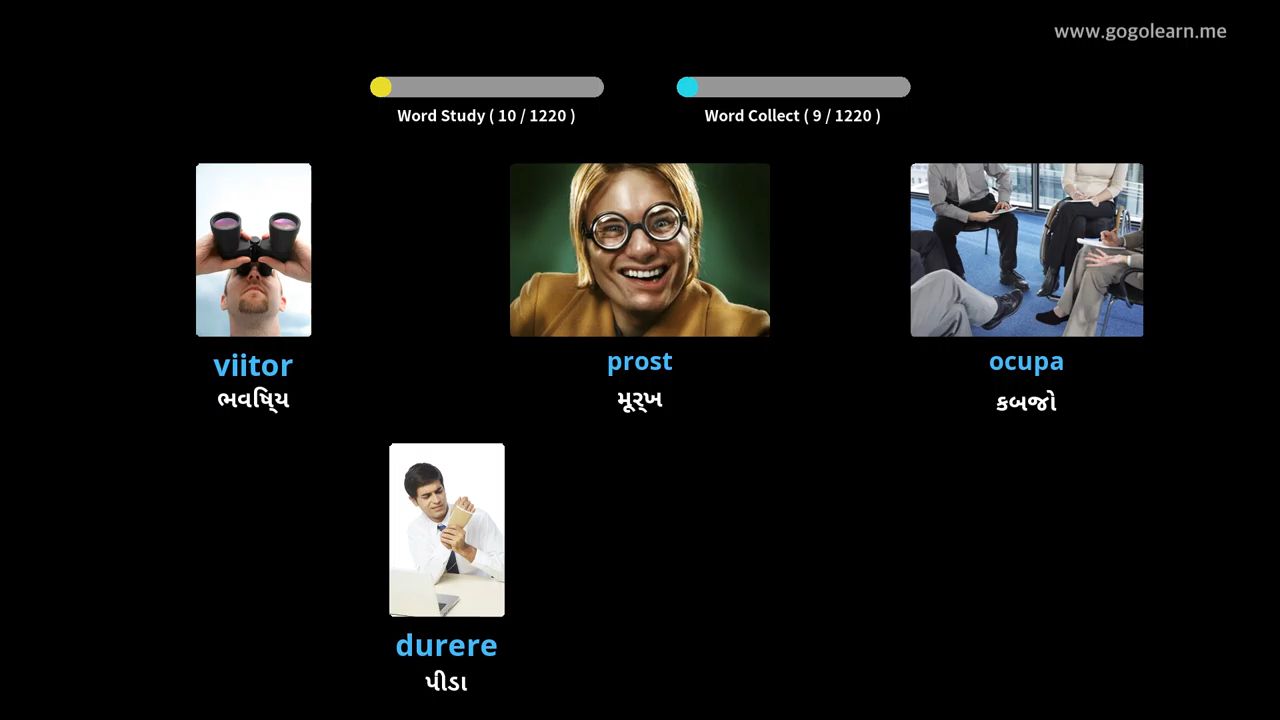 www.gogolearn.me
Word Study ( 10 / 1220 )
Word Collect ( 9 / 1220 )
viitor
ભવિષ્ય
prost
મૂર્ખ
ocupa
કબજો
durere
પીડા